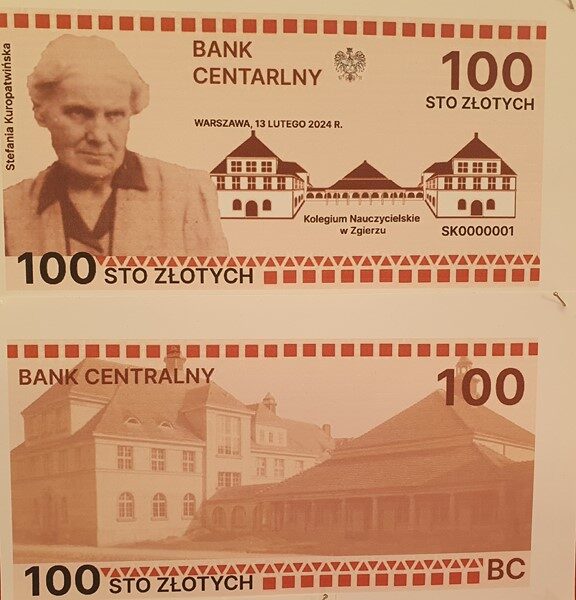 Stefania Kuropatwińska
BANK
CENTARLNY
100
STO ZŁOTYCH
WARSZAWA, 13 LUTEGO 2024 R.
Kolegium Nauczycielskie
w Zgierzu
SK0000001
100 STO ZŁOTYCH
BANK CENTRALNY
100
100 STO ZŁOTYCH
BC